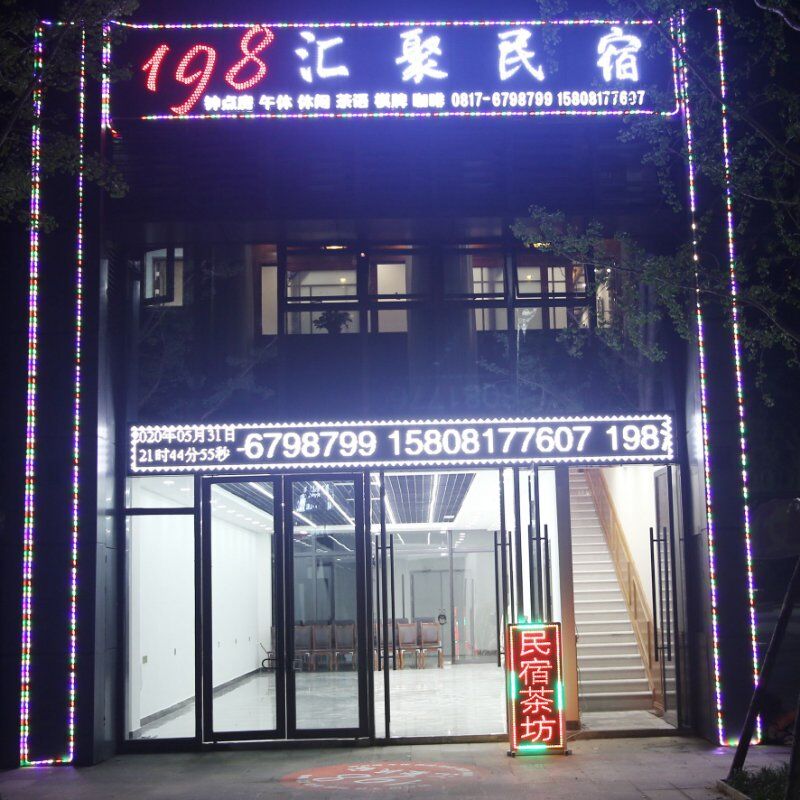 198 汇聚民宿
钟点房 午休 休闲 茶语 棋牌 咖啡 0817-6798799 15808177607
2020年05月31日
21时44分55秒
-6798799 15808177607 198
民宿茶坊